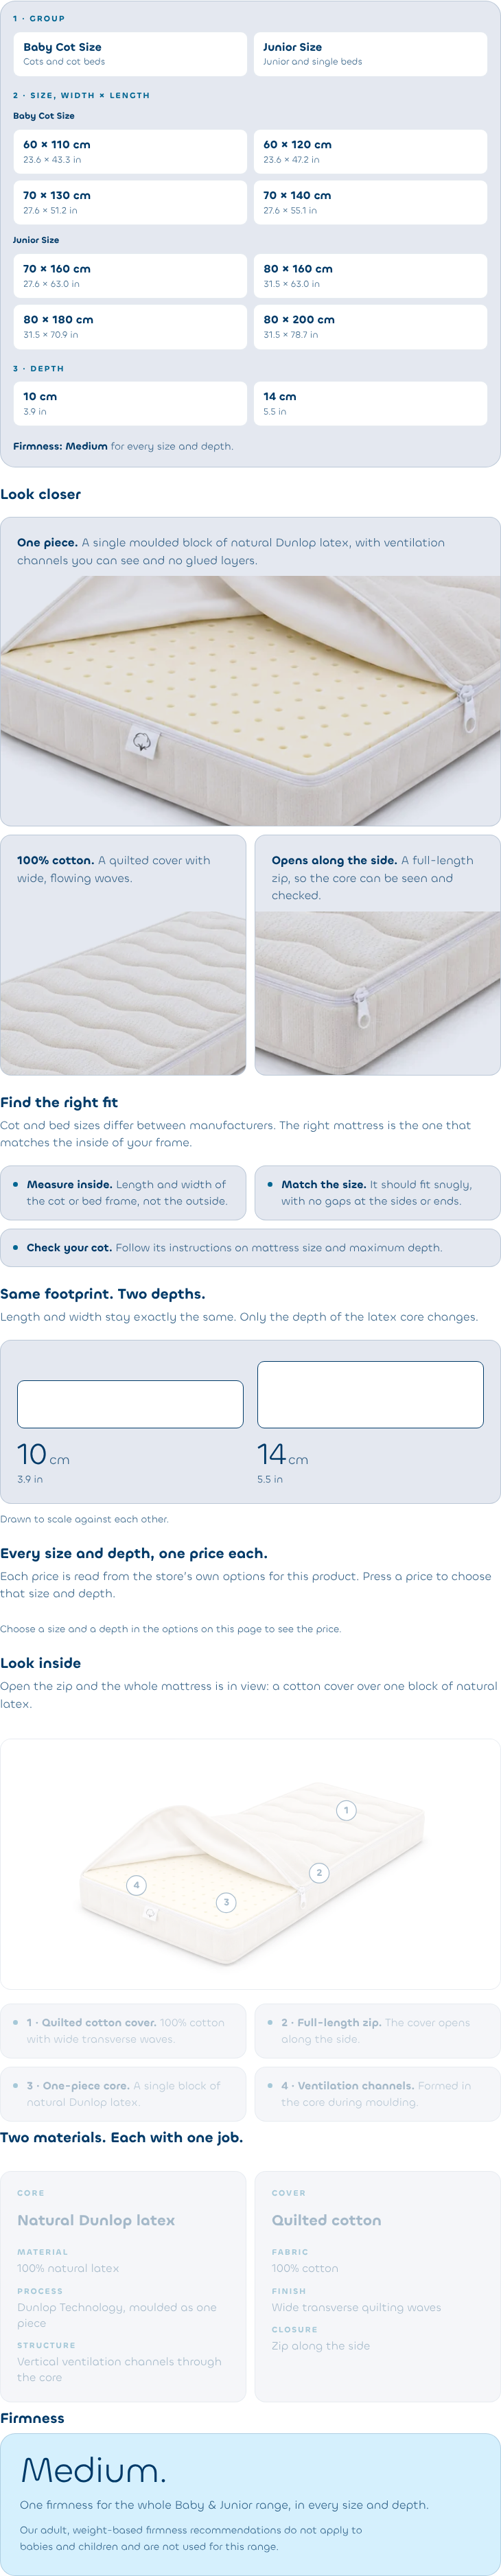 1 · GROUP
Baby Cot Size
Cots and cot beds
Junior Size
Junior and single beds
2 · SIZE, WIDTH × LENGTH
Baby Cot Size
60 × 110 cm
23.6 × 43.3 in
60 × 120 cm
23.6 × 47.2 in
70 × 130 cm
27.6 × 51.2 in
70 × 140 cm
27.6 × 55.1 in
Junior Size
70 × 160 cm
27.6 × 63.0 in
80 × 160 cm
31.5 × 63.0 in
80 × 180 cm
31.5 × 70.9 in
80 × 200 cm
31.5 × 78.7 in
3 · DEPTH
10 cm
3.9 in
14 cm
5.5 in
Firmness: Medium for every size and depth.
Look closer
One piece. A single moulded block of natural Dunlop latex, with ventilation
channels you can see and no glued layers.
100% cotton. A quilted cover with
wide, flowing waves.
Opens along the side. A full-length
zip, so the core can be seen and
checked.
Find the right fit
Cot and bed sizes differ between manufacturers. The right mattress is the one that
matches the inside of your frame.
Measure inside. Length and width of
the cot or bed frame, not the outside.
Match the size. It should fit snugly,
with no gaps at the sides or ends.
Check your cot. Follow its instructions on mattress size and maximum depth.
Same footprint. Two depths.
Length and width stay exactly the same. Only the depth of the latex core changes.
10 cm
3.9 in
14 cm
5.5 in
Drawn to scale against each other.
Every size and depth, one price each.
Each price is read from the store's own options for this product. Press a price to choose
that size and depth.
Choose a size and a depth in the options on this page to see the price.
Look inside
Open the zip and the whole mattress is in view: a cotton cover over one block of natural
latex.
1
2
3
4
1 · Quilted cotton cover. 100% cotton
with wide transverse waves.
2 · Full-length zip. The cover opens
along the side.
3 · One-piece core. A single block of
natural Dunlop latex.
4 · Ventilation channels. Formed in
the core during moulding.
Two materials. Each with one job.
CORE
Natural Dunlop latex
MATERIAL
100% natural latex
PROCESS
Dunlop Technology, moulded as one
piece
STRUCTURE
Vertical ventilation channels through
the core
COVER
Quilted cotton
FABRIC
100% cotton
FINISH
Wide transverse quilting waves
CLOSURE
Zip along the side
Firmness
Medium.
One firmness for the whole Baby & Junior range, in every size and depth.
Our adult, weight-based firmness recommendations do not apply to
babies and children and are not used for this range.